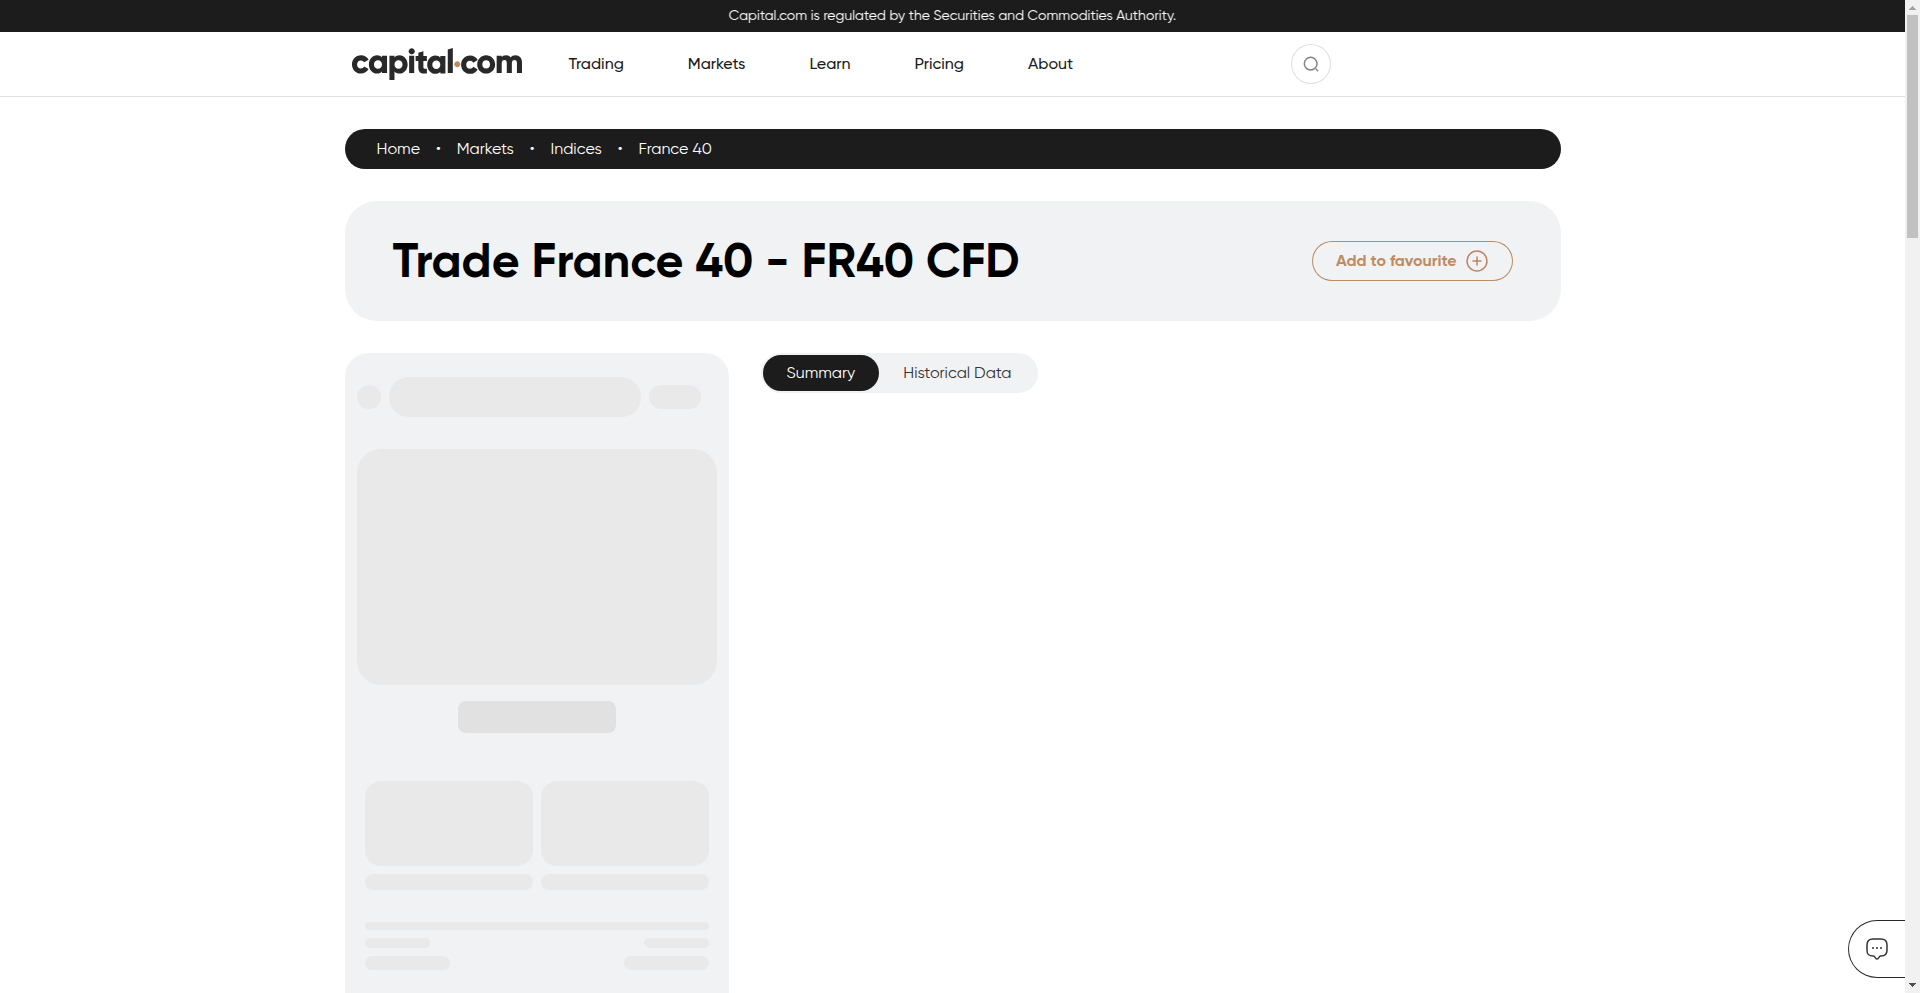 Capital.com is regulated by the Securities and Commodities Authority.
capital.com Trading Markets Learn Pricing About
Home • Markets • Indices • France 40
Trade France 40 - FR40 CFD
Add to favourite
Summary Historical Data